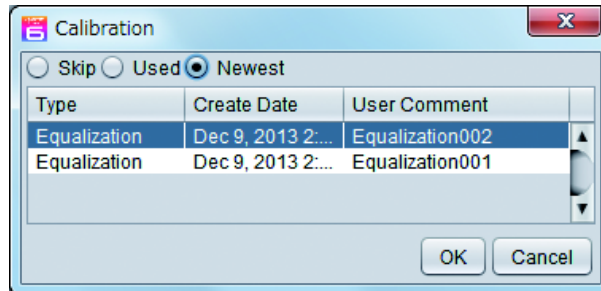 Calibration
Skip Used Newest
Type Create Date User Comment
Equalization Dec 9, 2013 2:... Equalization002
Equalization Dec 9, 2013 2:... Equalization001
OK Cancel